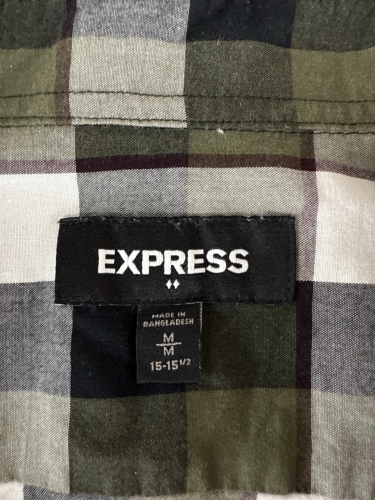 EXPRESS
MADE IN
BANGLADESH
M
M
15-15 1/2